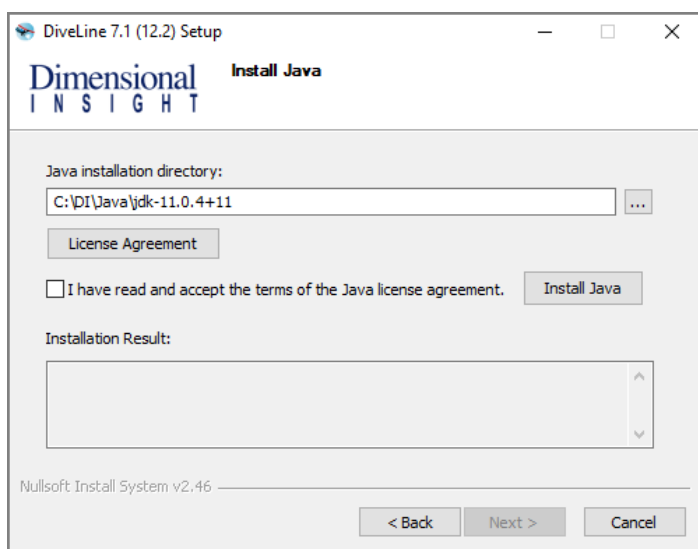 DiveLine 7.1 (12.2) Setup
Dimensional
INSIGHT
Install Java
Java installation directory:
C:\DI\Java\jdk-11.0.4+11
...
License Agreement
I have read and accept the terms of the Java license agreement.
Install Java
Installation Result:
Nullsoft Install System v2.46
< Back
Next >
Cancel